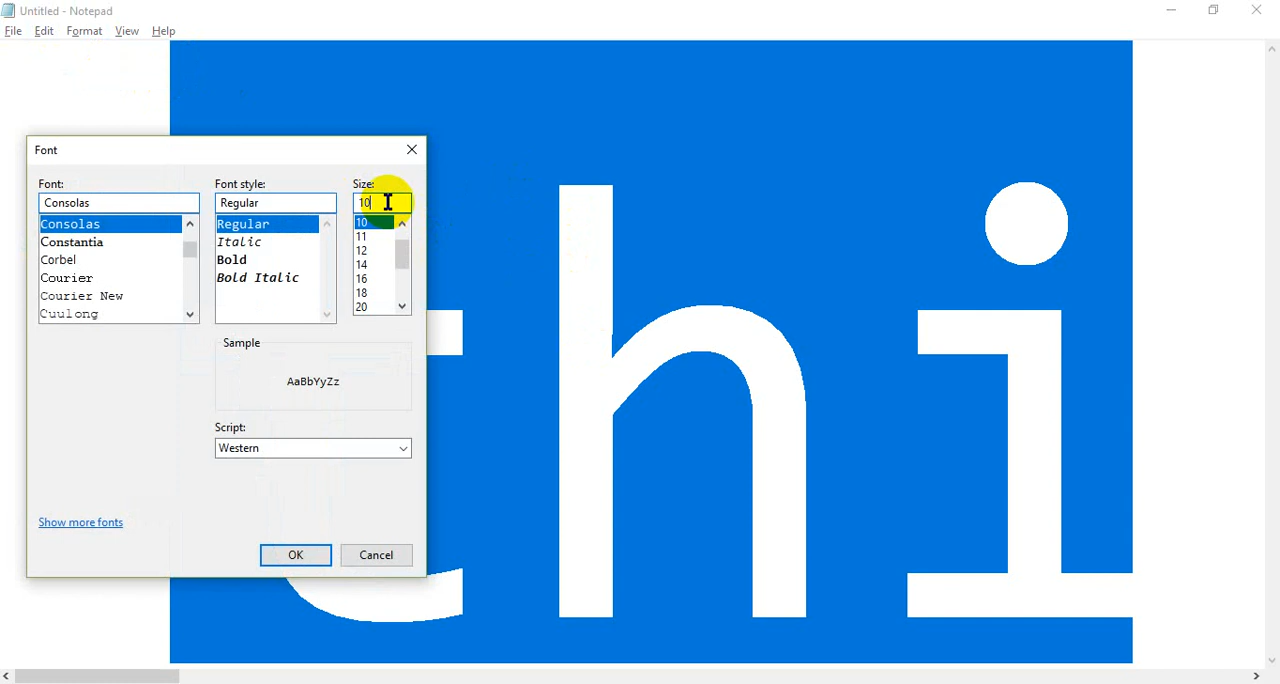 Untitled - Notepad
File Edit Format View Help
Font
Font: Font style: Size:
Consolas Regular 10
Consolas Regular 10
Constantia Italic 11
Corbel Bold 12
Courier Bold Italic 14
Courier New 16
Cuulong 18
20
Sample
AaBbYyZz
Script:
Western
Show more fonts
OK Cancel
thi